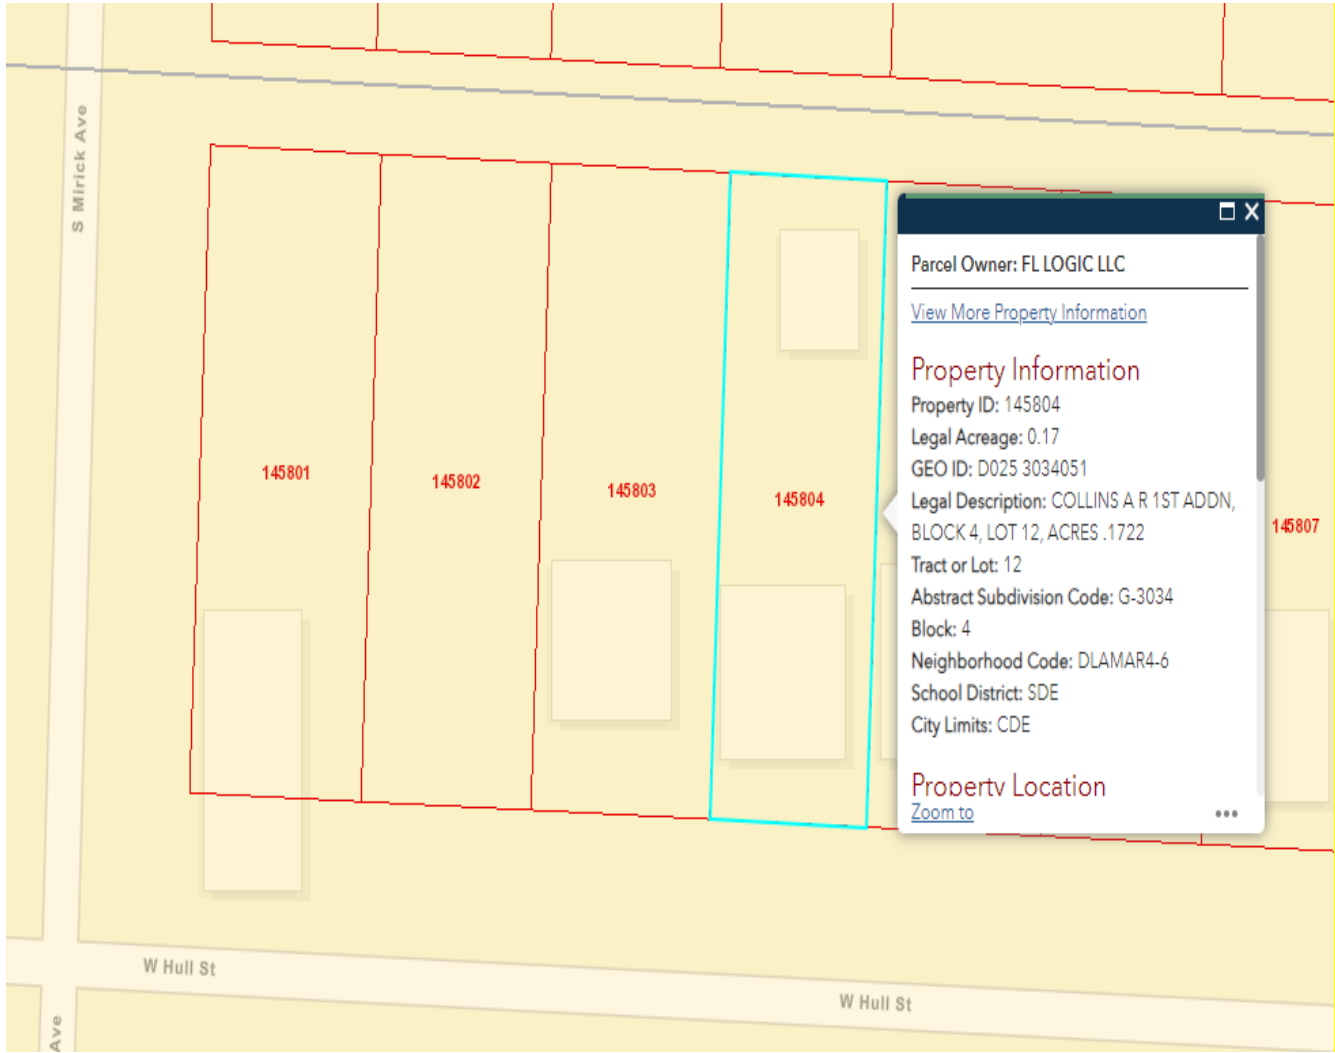 S Mirick Ave
Parcel Owner: FL LOGIC LLC
View More Property Information
Property Information
Property ID: 145804
Legal Acreage: 0.17
GEO ID: D025 3034051
Legal Description: COLLINS A R 1ST ADDN,
BLOCK 4, LOT 12, ACRES .1722
Tract or Lot: 12
Abstract Subdivision Code: G-3034
Block: 4
Neighborhood Code: DLAMAR4-6
School District: SDE
City Limits: CDE
Property Location
Zoom to
145801
145802
145803
145804
145807
W Hull St
W Hull St
Ave